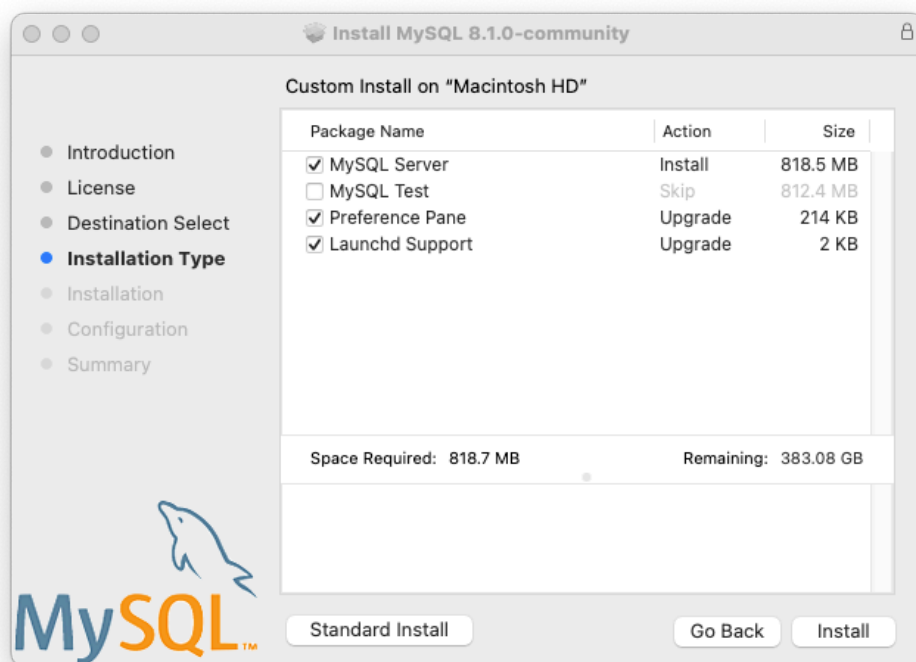 Install MySQL 8.1.0-community
Custom Install on “Macintosh HD”
Introduction
License
Destination Select
Installation Type
Installation
Configuration
Summary
Package Name Action Size
MySQL Server Install 818.5 MB
MySQL Test Skip 812.4 MB
Preference Pane Upgrade 214 KB
Launchd Support Upgrade 2 KB
Space Required: 818.7 MB Remaining: 383.08 GB
MySQL™
Standard Install Go Back Install